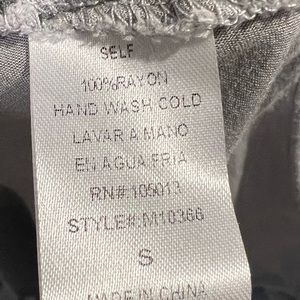 SELF
100%RAYON
HAND WASH COLD
LAVAR A MANO
EN AGUA FRIA
RN#:105013
STYLE#:M10366
S
MADE IN CHINA